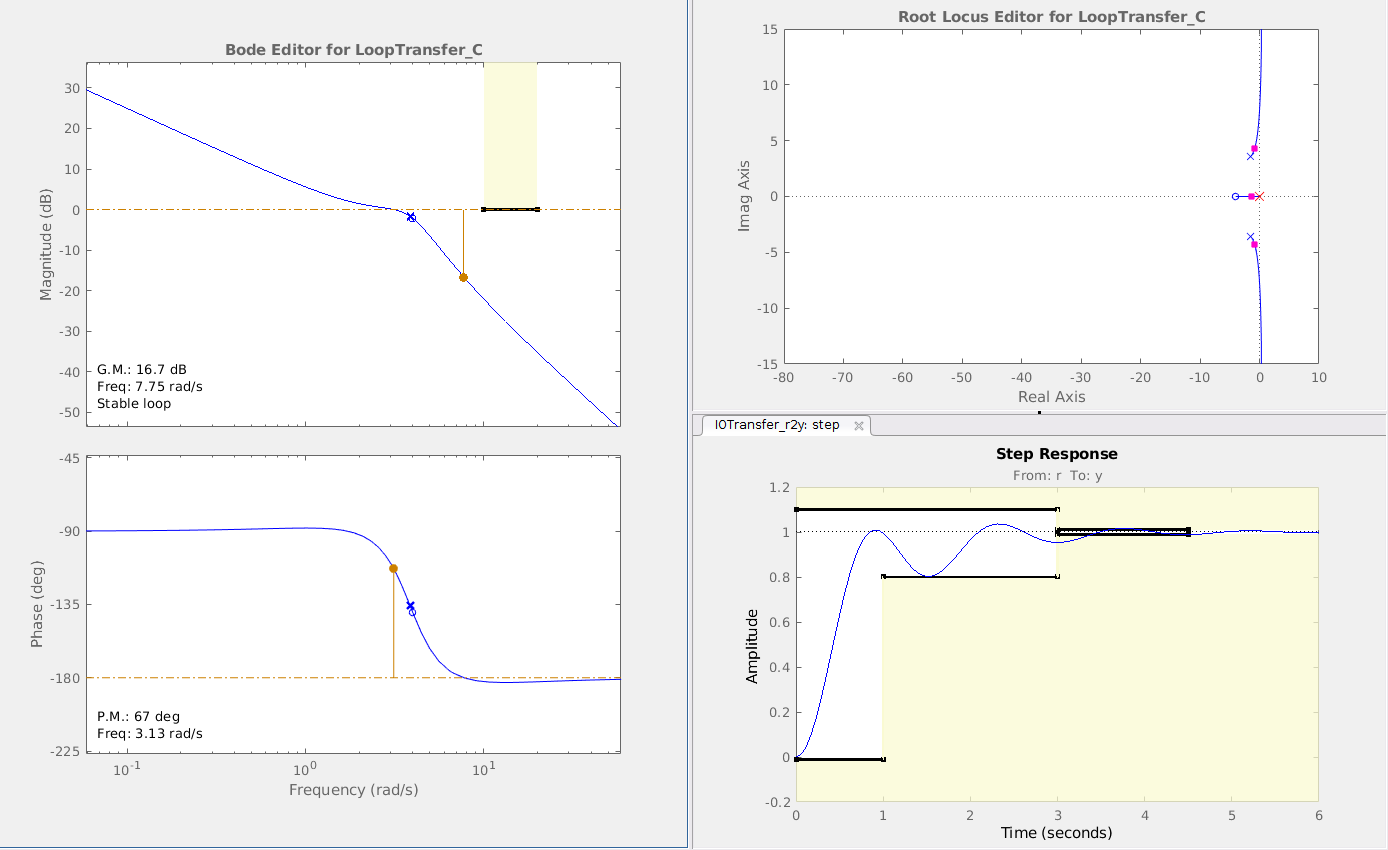 Bode Editor for LoopTransfer_C
30
20
10
0
-10
-20
-30
-40
-50
Magnitude (dB)
G.M.: 16.7 dB
Freq: 7.75 rad/s
Stable loop
-45
-90
-135
-180
-225
Phase (deg)
P.M.: 67 deg
Freq: 3.13 rad/s
10-1
100
101
Frequency (rad/s)
Root Locus Editor for LoopTransfer_C
15
10
5
0
-5
-10
-15
Imag Axis
-80 -70 -60 -50 -40 -30 -20 -10 0 10
Real Axis
IOTransfer_r2y: step
Step Response
From: r To: y
1.2
1
0.8
0.6
0.4
0.2
0
-0.2
Amplitude
0 1 2 3 4 5 6
Time (seconds)